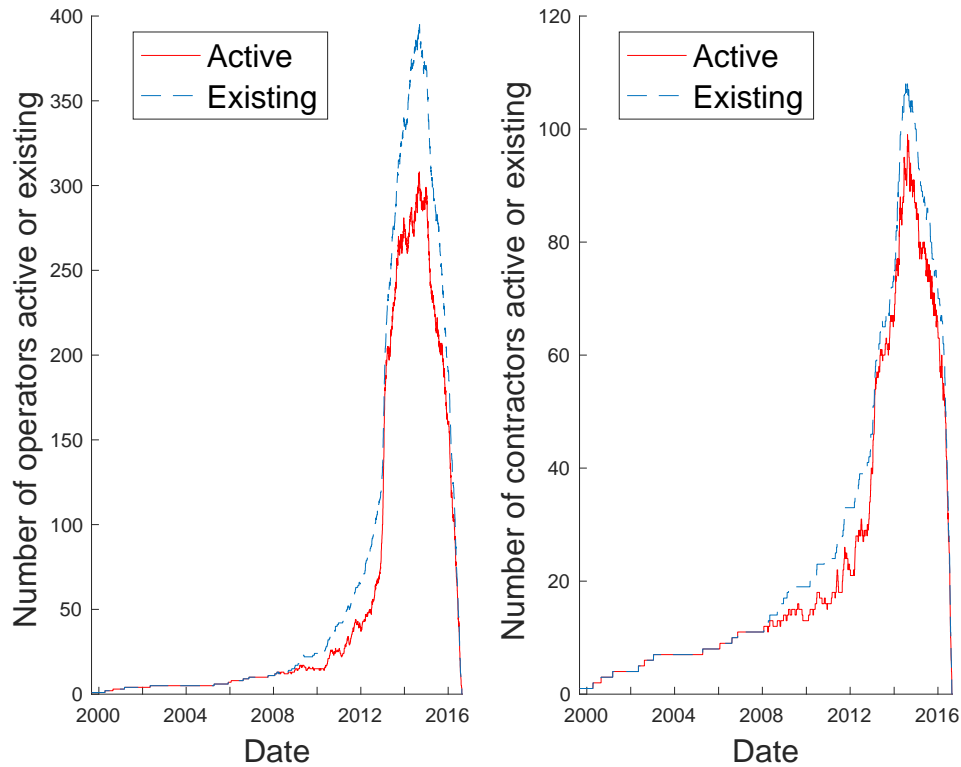 Number of operators active or existing
400
350
300
250
200
150
100
50
0
Active
Existing
2000 2004 2008 2012 2016
Date
Number of contractors active or existing
120
100
80
60
40
20
0
Active
Existing
2000 2004 2008 2012 2016
Date